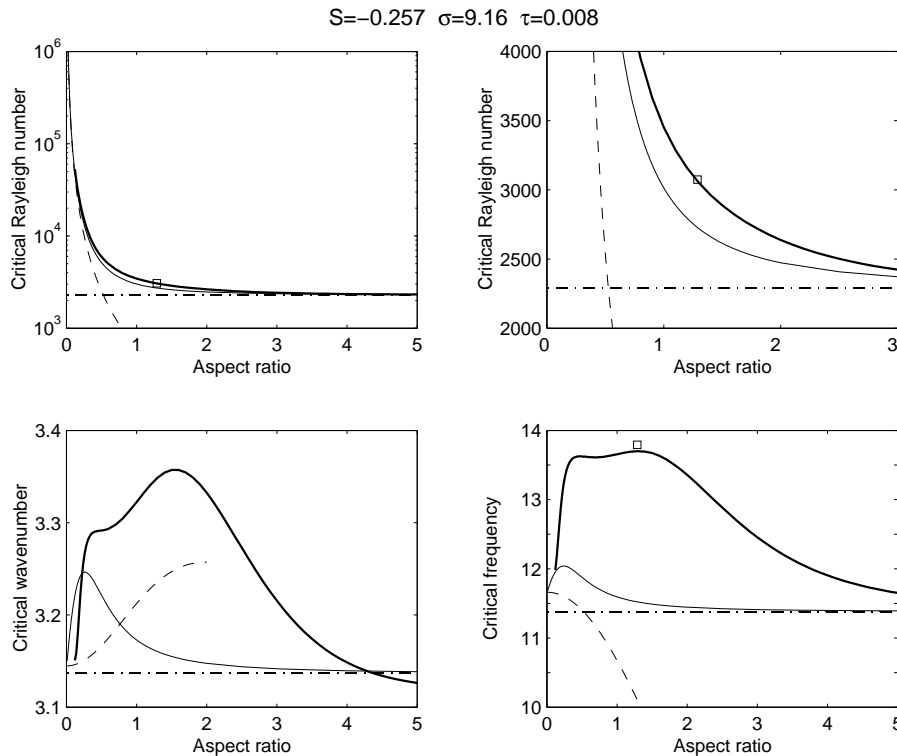 S=−0.257 σ=9.16 τ=0.008
10^6
10^5
10^4
10^3
Critical Rayleigh number
0 1 2 3 4 5
Aspect ratio
4000
3500
3000
2500
2000
Critical Rayleigh number
0 1 2 3
Aspect ratio
3.4
3.3
3.2
3.1
Critical wavenumber
0 1 2 3 4 5
Aspect ratio
14
13
12
11
10
Critical frequency
0 1 2 3 4 5
Aspect ratio